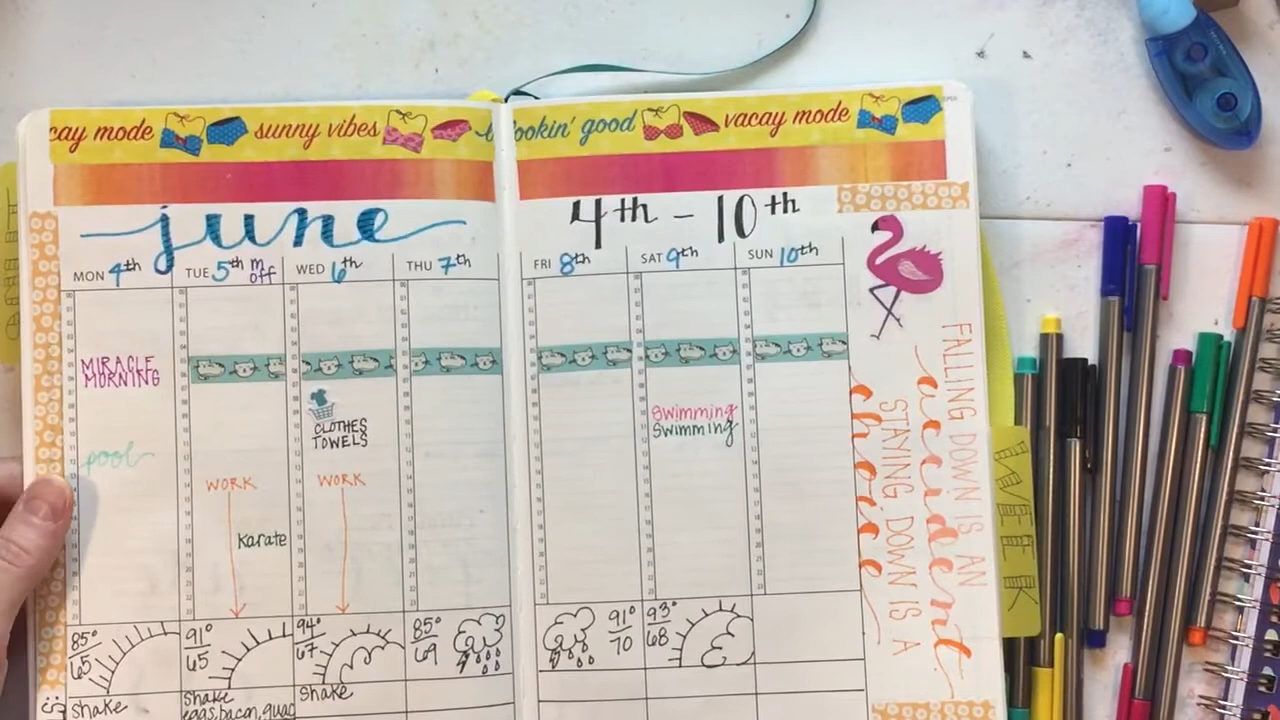 cay mode sunny vibes lookin' good vacay mode
june 4th - 10th
MON 4th TUE 5th m off WED 6th THU 7th FRI 8th SAT 9th SUN 10th
MIRACLE
MORNING
CLOTHES
TOWELS
Swimming
Swimming
pool
WORK WORK
Karate
85° 65 91° 65 94° 67 85° 69 91° 70 93° 68
shake shake shake
eggs, bacon, guac
FALLING DOWN IS AN
accident
STAYING DOWN IS A
choice
WEEK